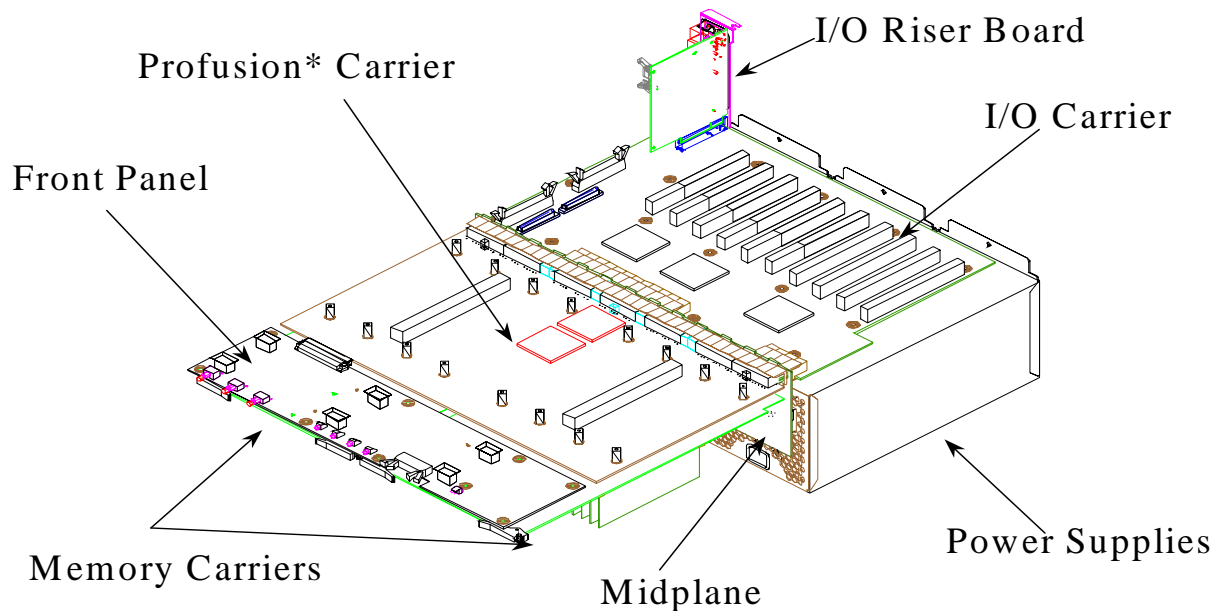 I/O Riser Board
Profusion* Carrier
I/O Carrier
Front Panel
Power Supplies
Memory Carriers
Midplane